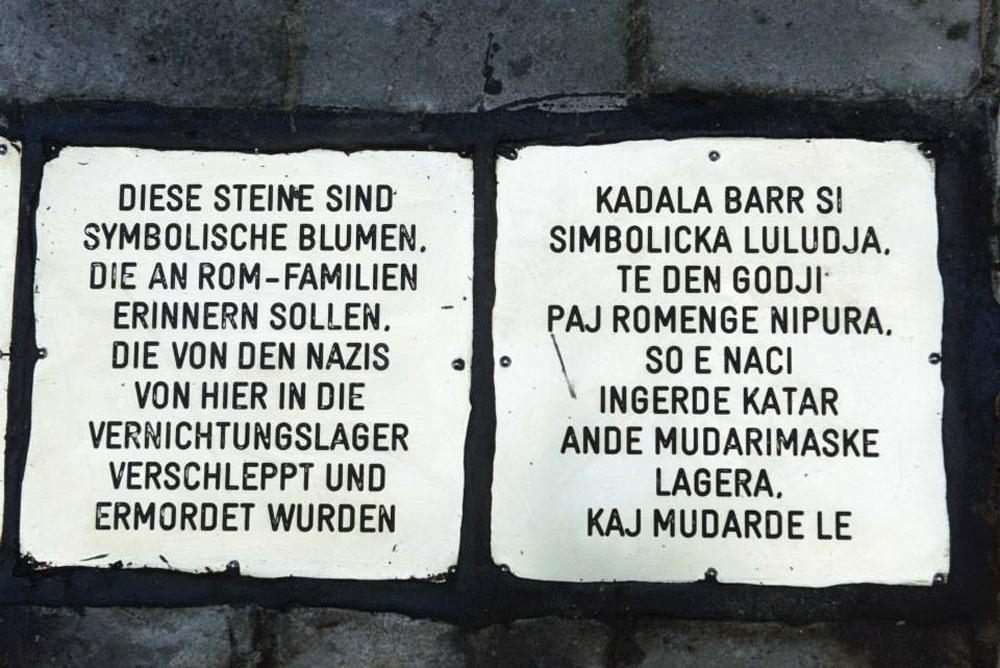 DIESE STEINE SIND
SYMBOLISCHE BLUMEN,
DIE AN ROM-FAMILIEN
ERINNERN SOLLEN,
DIE VON DEN NAZIS
VON HIER IN DIE
VERNICHTUNGSLAGER
VERSCHLEPPT UND
ERMORDET WURDEN
KADALA BARR SI
SIMBOLICKA LULUDJA,
TE DEN GODJI
PAJ ROMENGE NIPURA,
SO E NACI
INGERDE KATAR
ANDE MUDARIMASKE
LAGERA,
KAJ MUDARDE LE